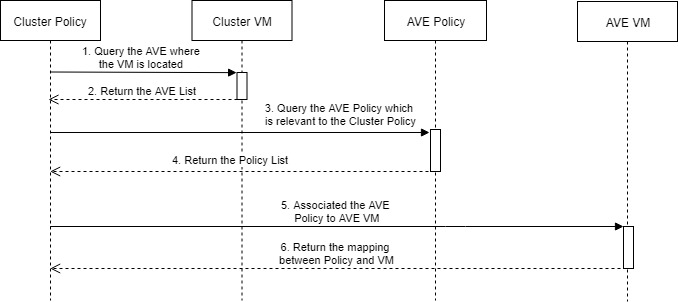 Cluster Policy
Cluster VM
AVE Policy
AVE VM
1. Query the AVE where
the VM is located
2. Return the AVE List
3. Query the AVE Policy which
is relevant to the Cluster Policy
4. Return the Policy List
5. Associated the AVE
Policy to AVE VM
6. Return the mapping
between Policy and VM